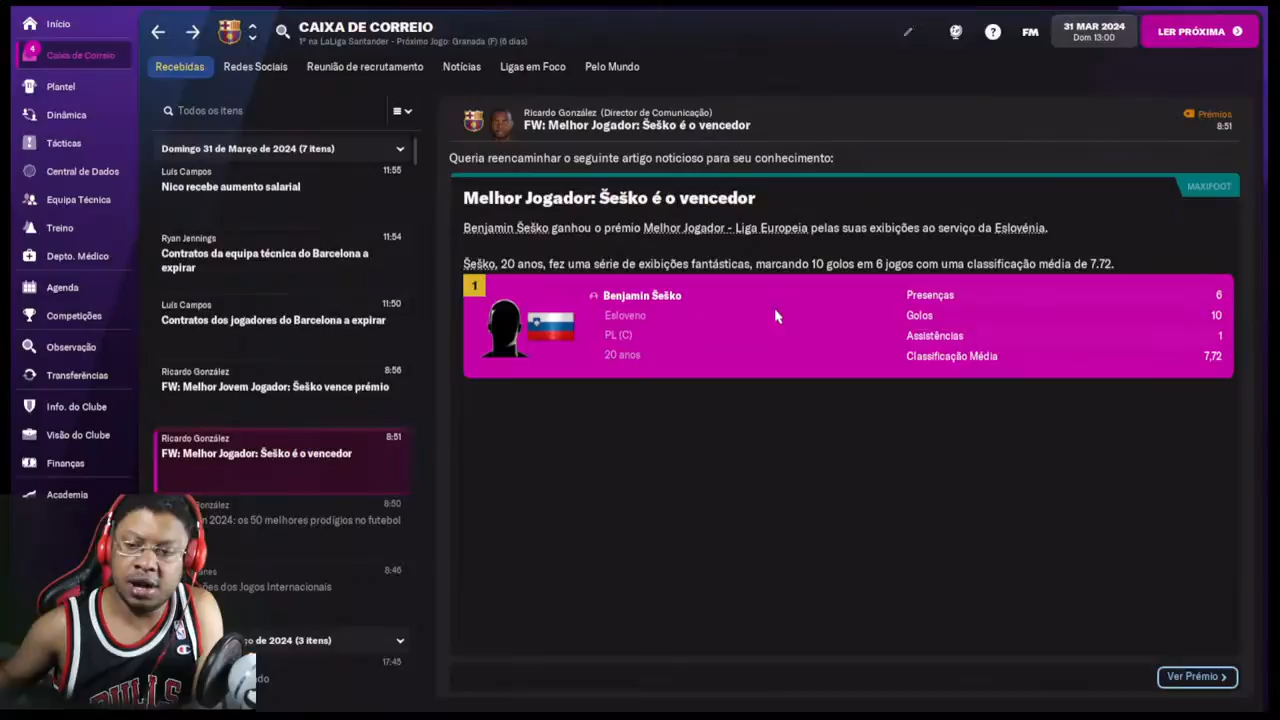 Início
4
Caixa de Correio
Plantel
Dinâmica
Tácticas
Central de Dados
Equipa Técnica
Treino
Depto. Médico
Agenda
Competições
Observação
Transferências
Info. do Clube
Visão do Clube
Finanças
Academia
CAIXA DE CORREIO
1º na LaLiga Santander - Próximo Jogo: Granada (F) (6 dias)
?
FM
31 MAR 2024
Dom 13:00
LER PRÓXIMA
Recebidas
Redes Sociais
Reunião de recrutamento
Notícias
Ligas em Foco
Pelo Mundo
Todos os itens
Domingo 31 de Março de 2024 (7 itens)
Luís Campos 11:55
Nico recebe aumento salarial
Ryan Jennings 11:54
Contratos da equipa técnica do Barcelona a
expirar
Luís Campos 11:50
Contratos dos jogadores do Barcelona a expirar
Ricardo González 8:56
FW: Melhor Jovem Jogador: Šeško vence prémio
Ricardo González 8:51
FW: Melhor Jogador: Šeško é o vencedor
González 8:50
2024: os 50 melhores prodígios no futebol
8:46
dos Jogos Internacionais
de 2024 (3 itens)
17:45
Ricardo González (Director de Comunicação)
FW: Melhor Jogador: Šeško é o vencedor
Prémios
8:51
Queria reencaminhar o seguinte artigo noticioso para seu conhecimento:
MAXIFOOT
Melhor Jogador: Šeško é o vencedor
Benjamin Šeško ganhou o prémio Melhor Jogador - Liga Europeia pelas suas exibições ao serviço da Eslovénia.
Šeško, 20 anos, fez uma série de exibições fantásticas, marcando 10 golos em 6 jogos com uma classificação média de 7.72.
1
Benjamin Šeško
Esloveno
PL (C)
20 anos
Presenças 6
Golos 10
Assistências 1
Classificação Média 7,72
Ver Prémio
BULLS